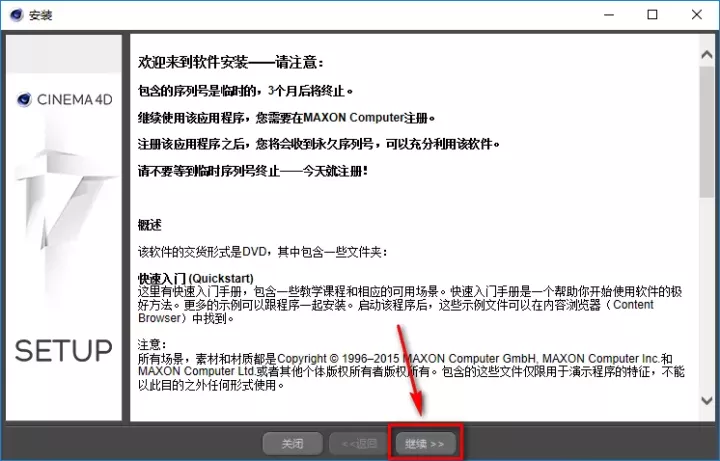 安装
CINEMA 4D
SETUP
欢迎来到软件安装——请注意：
包含的序列号是临时的，3个月后将终止。
继续使用该应用程序，您需要在MAXON Computer注册。
注册该应用程序之后，您将会收到永久序列号，可以充分利用该软件。
请不要等到临时序列号终止——今天就注册！
概述
该软件的交货形式是DVD，其中包含一些文件夹：
快速入门 (Quickstart)
这里有快速入门手册，包含一些教学课程和相应的可用场景。快速入门手册是一个帮助你开始使用软件的极
好方法。更多的示例可以跟程序一起安装。启动该程序后，这些示例文件可以在内容浏览器（Content
Browser）中找到。
注意：
所有场景，素材和材质都是Copyright © 1996–2015 MAXON Computer GmbH, MAXON Computer Inc.和
MAXON Computer Ltd.或者其他个体版权所有者版权所有。包含的这些文件仅限用于演示程序的特征，不能
以此目的之外任何形式使用。
关闭
<<返回
继续 >>